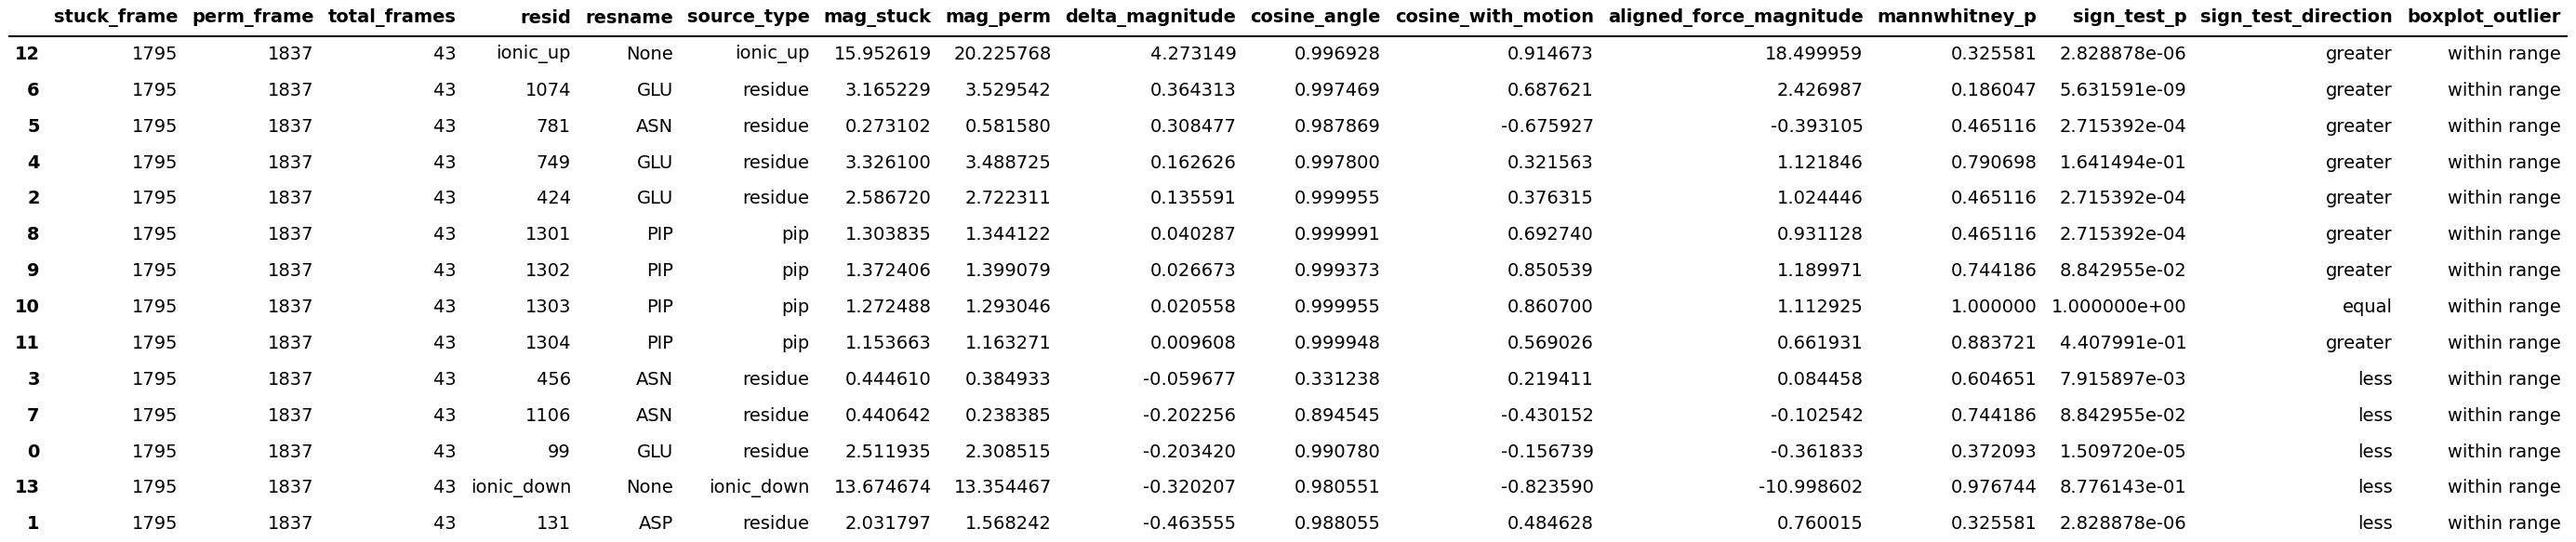 stuck_frame perm_frame total_frames resid resname source_type mag_stuck mag_perm delta_magnitude cosine_angle cosine_with_motion aligned_force_magnitude mannwhitney_p sign_test_p sign_test_direction boxplot_outlier
12 1795 1837 43 ionic_up None ionic_up 15.952619 20.225768 4.273149 0.996928 0.914673 18.499959 0.325581 2.828878e-06 greater within range
6 1795 1837 43 1074 GLU residue 3.165229 3.529542 0.364313 0.997469 0.687621 2.426987 0.186047 5.631591e-09 greater within range
5 1795 1837 43 781 ASN residue 0.273102 0.581580 0.308477 0.987869 -0.675927 -0.393105 0.465116 2.715392e-04 greater within range
4 1795 1837 43 749 GLU residue 3.326100 3.488725 0.162626 0.997800 0.321563 1.121846 0.790698 1.641494e-01 greater within range
2 1795 1837 43 424 GLU residue 2.586720 2.722311 0.135591 0.999955 0.376315 1.024446 0.465116 2.715392e-04 greater within range
8 1795 1837 43 1301 PIP pip 1.303835 1.344122 0.040287 0.999991 0.692740 0.931128 0.465116 2.715392e-04 greater within range
9 1795 1837 43 1302 PIP pip 1.372406 1.399079 0.026673 0.999373 0.850539 1.189971 0.744186 8.842955e-02 greater within range
10 1795 1837 43 1303 PIP pip 1.272488 1.293046 0.020558 0.999955 0.860700 1.112925 1.000000 1.000000e+00 equal within range
11 1795 1837 43 1304 PIP pip 1.153663 1.163271 0.009608 0.999948 0.569026 0.661931 0.883721 4.407991e-01 greater within range
3 1795 1837 43 456 ASN residue 0.444610 0.384933 -0.059677 0.331238 0.219411 0.084458 0.604651 7.915897e-03 less within range
7 1795 1837 43 1106 ASN residue 0.440642 0.238385 -0.202256 0.894545 -0.430152 -0.102542 0.744186 8.842955e-02 less within range
0 1795 1837 43 99 GLU residue 2.511935 2.308515 -0.203420 0.990780 -0.156739 -0.361833 0.372093 1.509720e-05 less within range
13 1795 1837 43 ionic_down None ionic_down 13.674674 13.354467 -0.320207 0.980551 -0.823590 -10.998602 0.976744 8.776143e-01 less within range
1 1795 1837 43 131 ASP residue 2.031797 1.568242 -0.463555 0.988055 0.484628 0.760015 0.325581 2.828878e-06 less within range